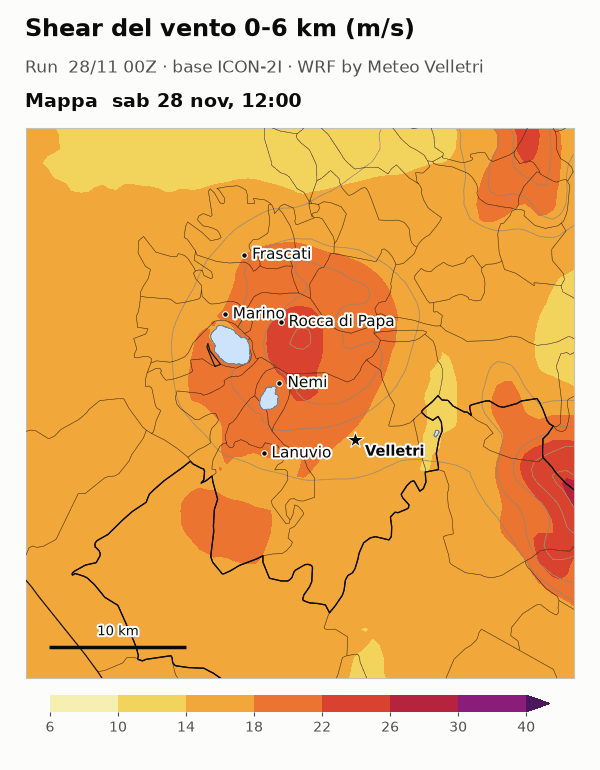 Shear del vento 0-6 km (m/s)
Run  28/11 00Z · base ICON-2I · WRF by Meteo Velletri
Mappa  sab 28 nov, 12:00
Frascati
Marino
Rocca di Papa
Nemi
Velletri
Lanuvio
10 km
6 10 14 18 22 26 30 40